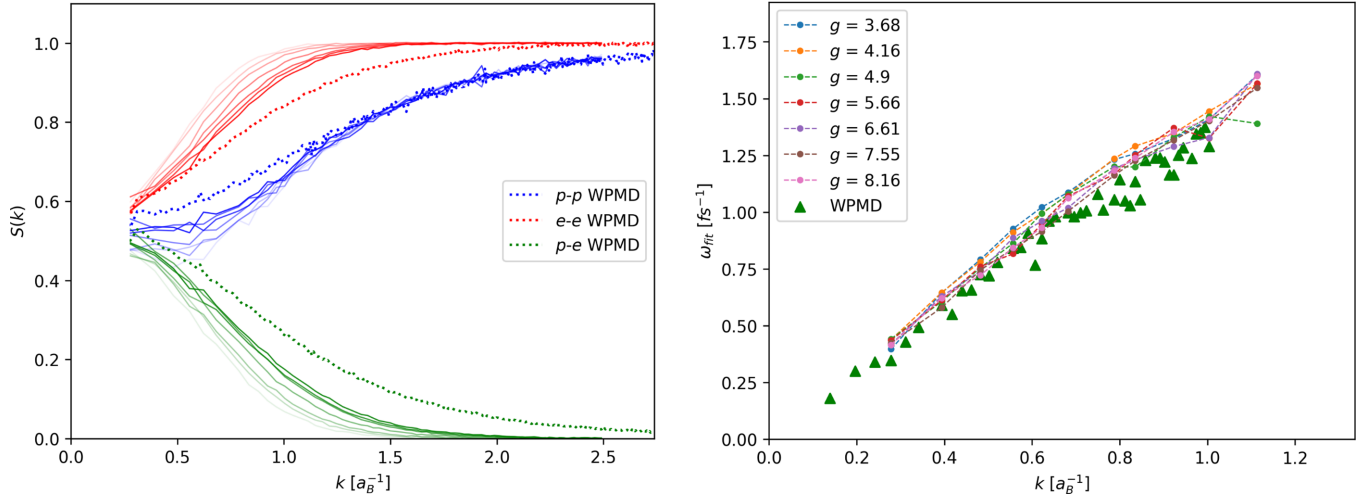 S(k)
1.0
0.8
0.6
0.4
0.2
0.0
p-p WPMD
e-e WPMD
p-e WPMD
0.0 0.5 1.0 1.5 2.0 2.5
k [a_B^{-1}]
ω_{fit} [fs^{-1}]
1.75
1.50
1.25
1.00
0.75
0.50
0.25
0.00
g = 3.68
g = 4.16
g = 4.9
g = 5.66
g = 6.61
g = 7.55
g = 8.16
WPMD
0.0 0.2 0.4 0.6 0.8 1.0 1.2
k [a_B^{-1}]